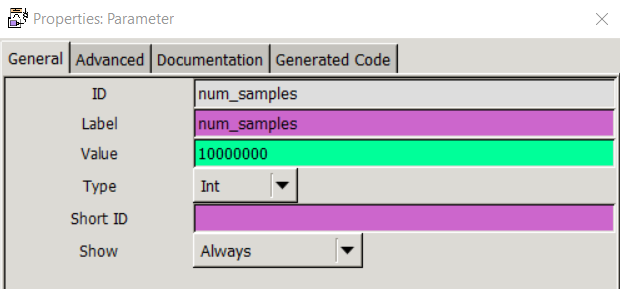 Properties: Parameter
General Advanced Documentation Generated Code
ID num_samples
Label num_samples
Value 10000000
Type Int
Short ID
Show Always